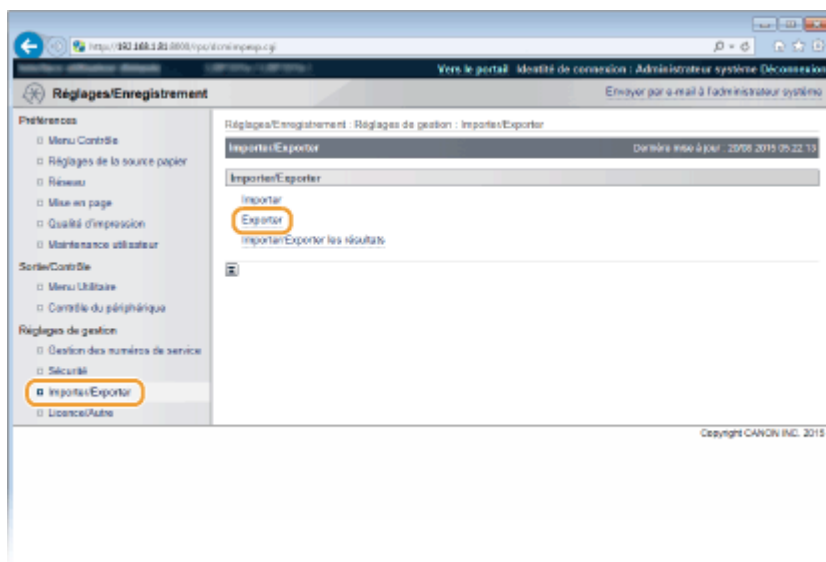 Vers le portail Identité de connexion : Administrateur système Déconnexion
Réglages/Enregistrement
Envoyer par e-mail à l'administrateur système
Préférences
Menu Contrôle
Réglages de la source papier
Réseau
Mise en page
Qualité d'impression
Maintenance utilisateur
Sortie/Contrôle
Menu Utilitaire
Contrôle du périphérique
Réglages de gestion
Gestion des numéros de service
Sécurité
Importer/Exporter
Licence/Autre
Réglages/Enregistrement : Réglages de gestion : Importer/Exporter
Importer/Exporter
Dernière mise à jour : 2015 05:22:13
Importer/Exporter
Importer
Exporter
Importer/Exporter les résultats
Copyright CANON INC. 2015